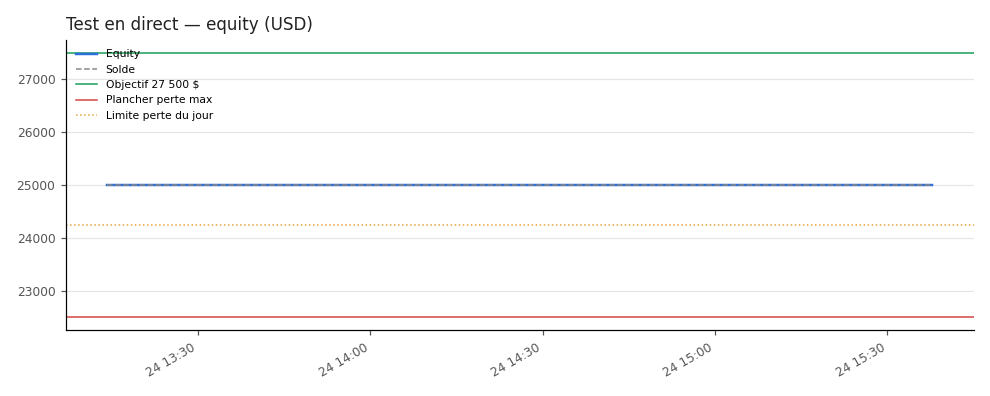 Test en direct — equity (USD)
Equity
Solde
Objectif 27 500 $
Plancher perte max
Limite perte du jour
27000
26000
25000
24000
23000
24 13:30
24 14:00
24 14:30
24 15:00
24 15:30